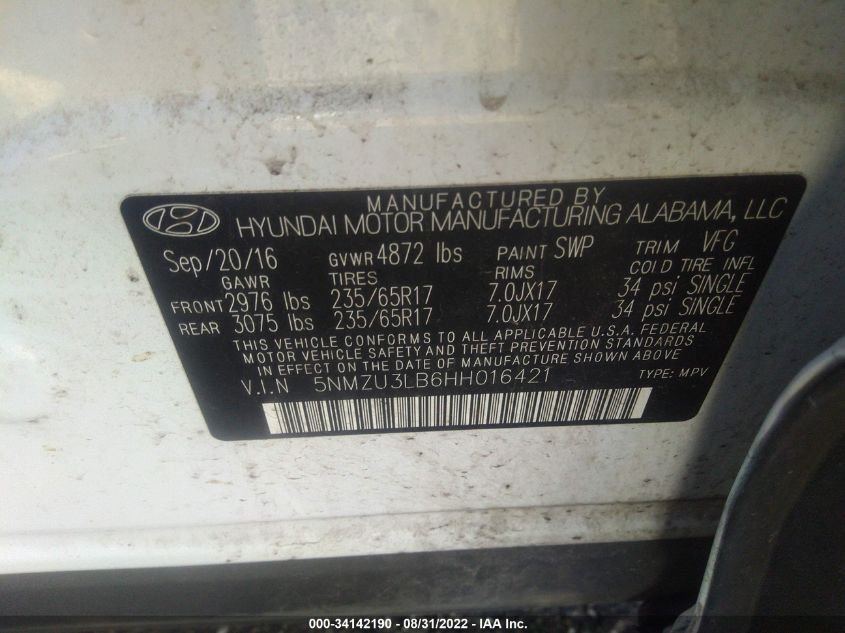 MANUFACTURED BY
HYUNDAI MOTOR MANUFACTURING ALABAMA, LLC
Sep/20/16 GVWR 4872 lbs PAINT SWP TRIM VFG
GAWR TIRES RIMS COLD TIRE INFL
FRONT 2976 lbs 235/65R17 7.0JX17 34 psi SINGLE
REAR 3075 lbs 235/65R17 7.0JX17 34 psi SINGLE
THIS VEHICLE CONFORMS TO ALL APPLICABLE U.S.A. FEDERAL
MOTOR VEHICLE SAFETY AND THEFT PREVENTION STANDARDS
IN EFFECT ON THE DATE OF MANUFACTURE SHOWN ABOVE
V.I.N 5NMZU3LB6HH016421 TYPE: MPV
000-34142190 - 08/31/2022 - IAA Inc.